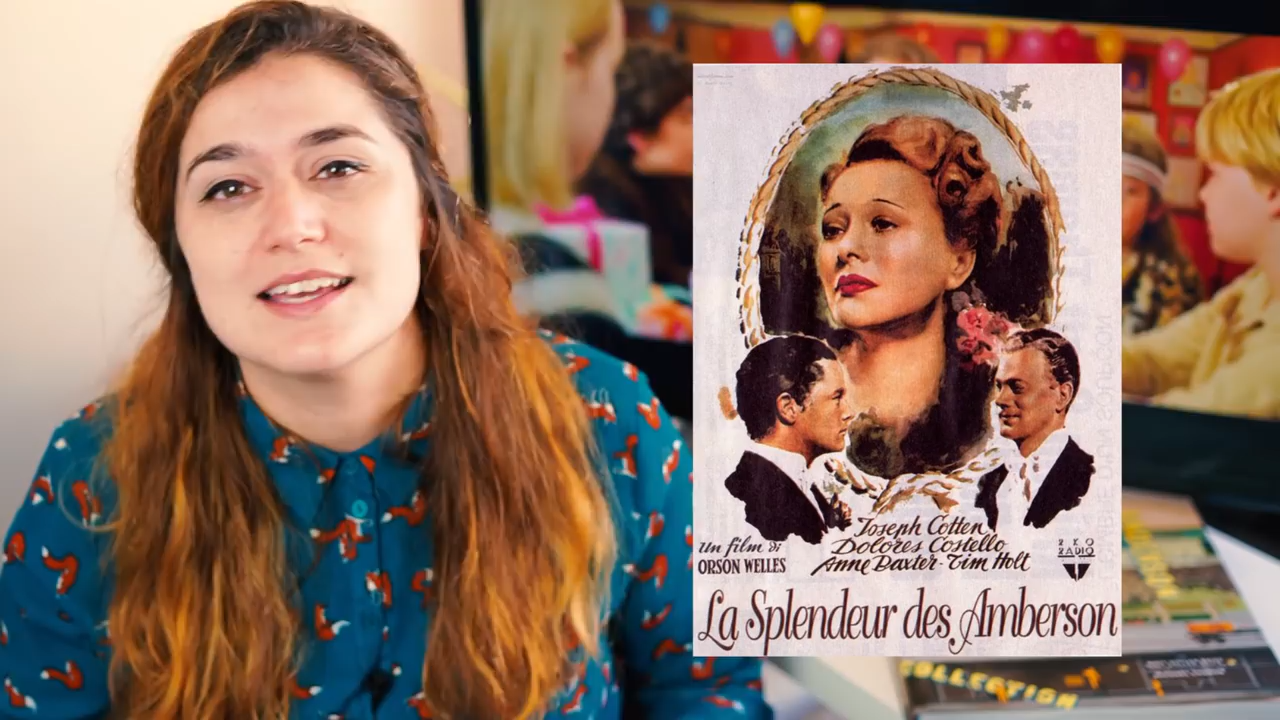 Joseph Cotten
Dolores Costello
Anne Baxter - Tim Holt
Un film di
ORSON WELLES
RKO
RADIO
La Splendeur des Amberson
COLLECTION